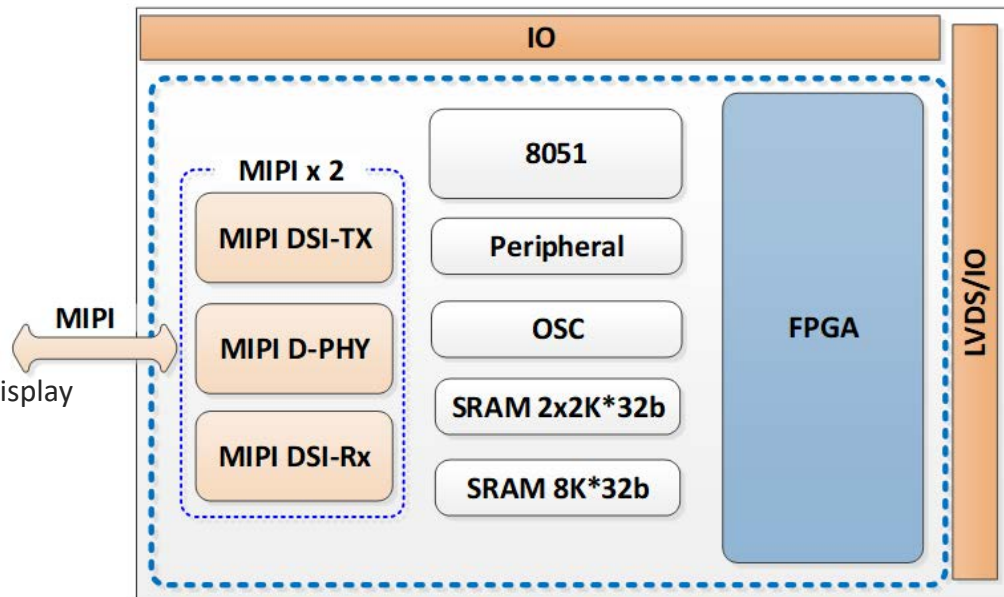 IO
MIPI x 2
MIPI DSI-TX
MIPI D-PHY
MIPI DSI-Rx
MIPI
isplay
8051
Peripheral
OSC
SRAM 2x2K*32b
SRAM 8K*32b
FPGA
LVDS/IO